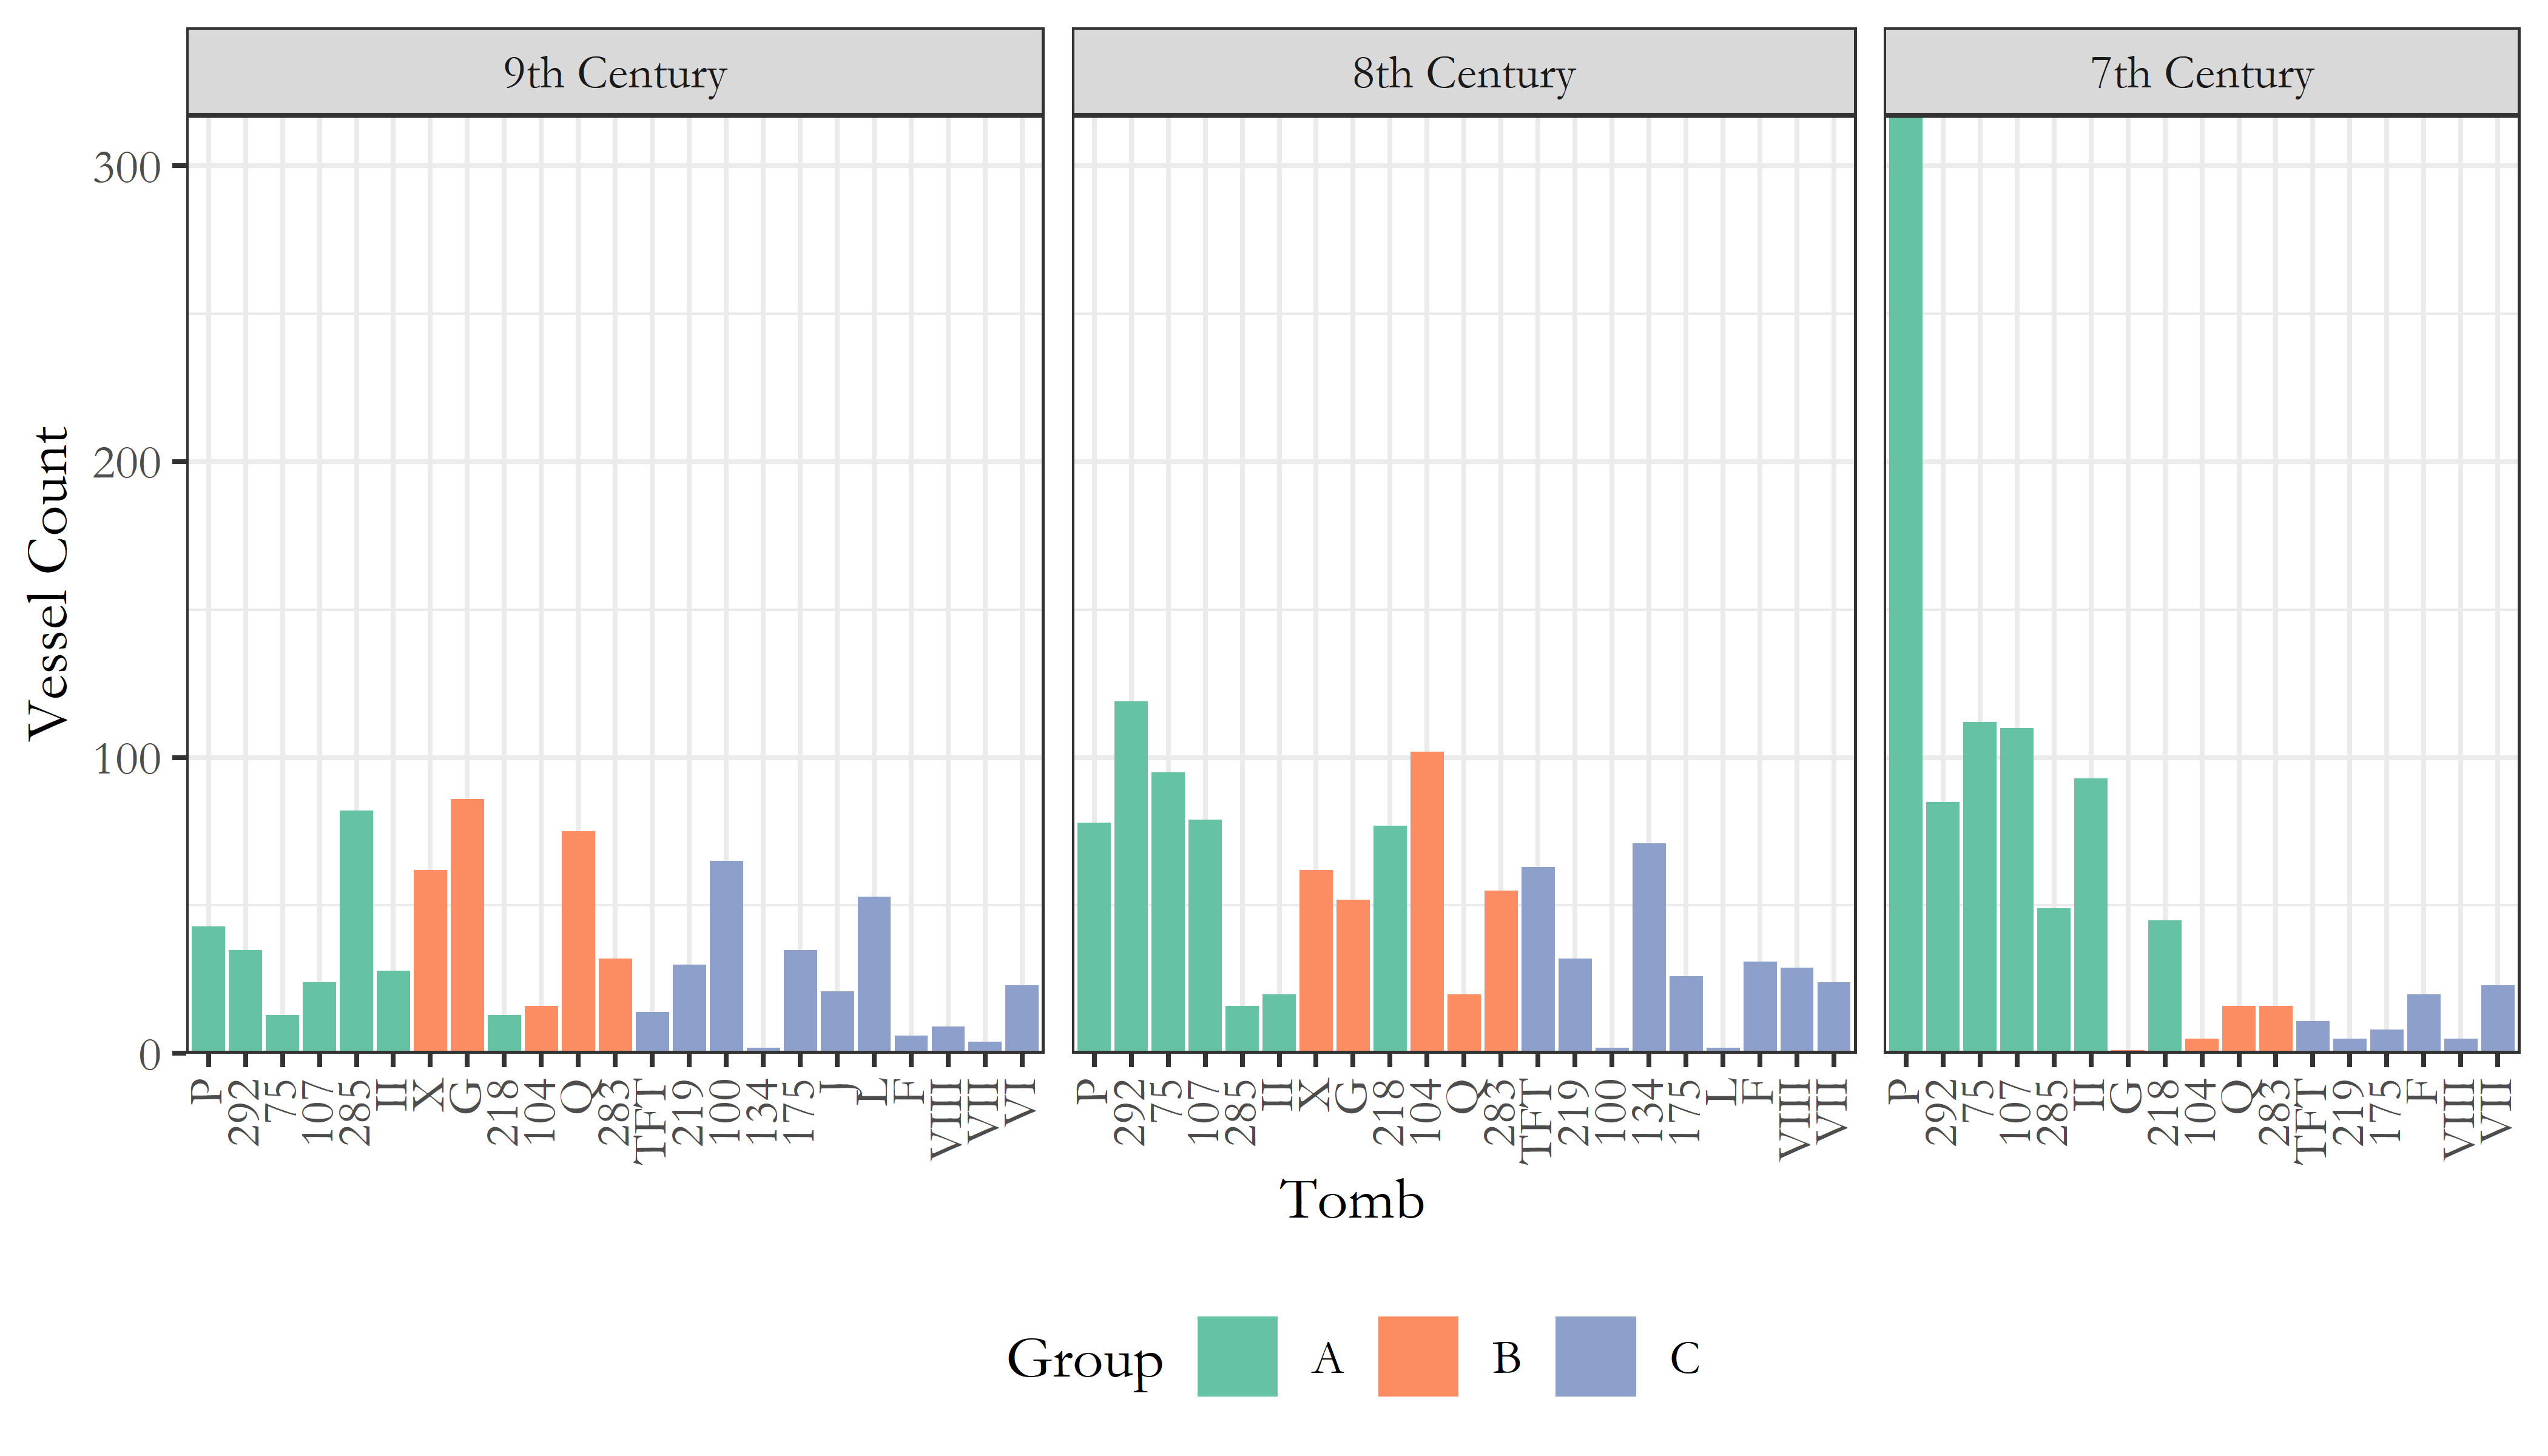 9th Century 8th Century 7th Century
300
200
100
0
Vessel Count
P 292 75 107 285 II X G 218 104 Q 283 TFT 219 100 134 175 J L F VIII VII VI
P 292 75 107 285 II X G 218 104 Q 283 TFT 219 100 134 175 L F VIII VII
P 292 75 107 285 II G 218 104 Q 283 TFT 219 175 F VIII VII
Tomb
Group A B C